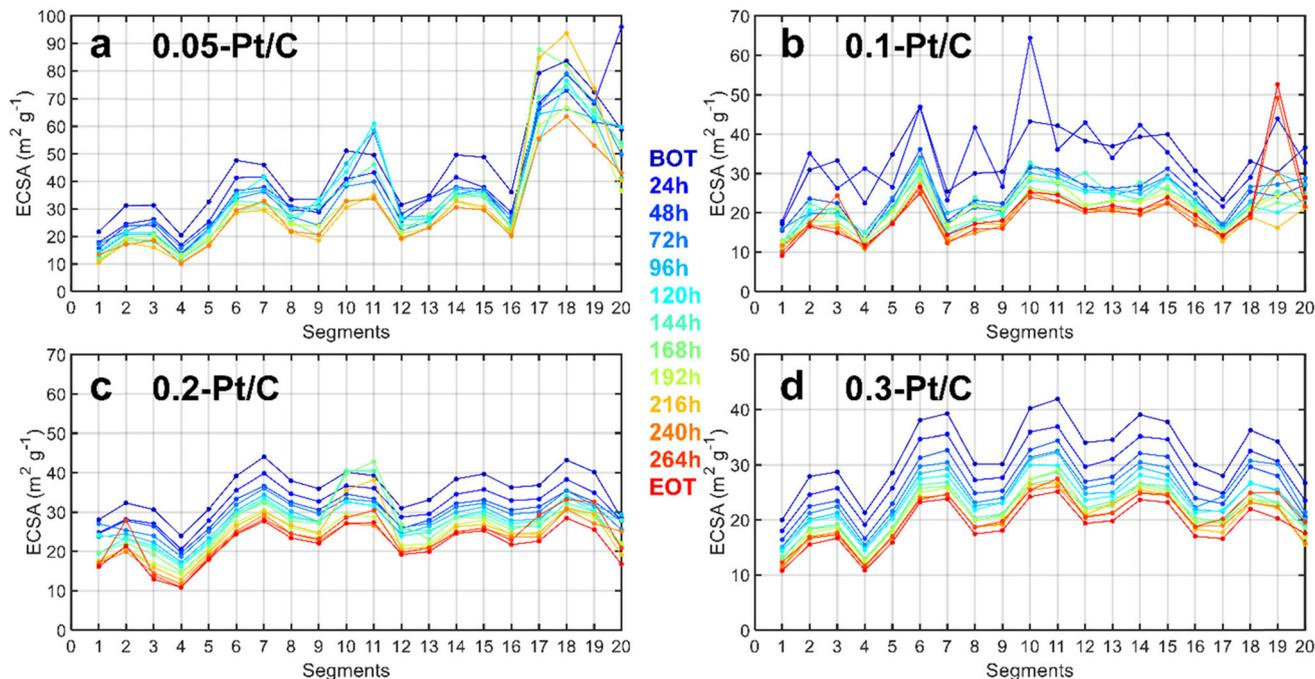 a 0.05-Pt/C
ECSA (m² g⁻¹)
100
90
80
70
60
50
40
30
20
10
0
0 1 2 3 4 5 6 7 8 9 10 11 12 13 14 15 16 17 18 19 20
Segments
b 0.1-Pt/C
ECSA (m² g⁻¹)
70
60
50
40
30
20
10
0
0 1 2 3 4 5 6 7 8 9 10 11 12 13 14 15 16 17 18 19 20
Segments
BOT
24h
48h
72h
96h
120h
144h
168h
192h
216h
240h
264h
EOT
c 0.2-Pt/C
ECSA (m² g⁻¹)
70
60
50
40
30
20
10
0
0 1 2 3 4 5 6 7 8 9 10 11 12 13 14 15 16 17 18 19 20
Segments
d 0.3-Pt/C
ECSA (m² g⁻¹)
50
40
30
20
10
0
0 1 2 3 4 5 6 7 8 9 10 11 12 13 14 15 16 17 18 19 20
Segments